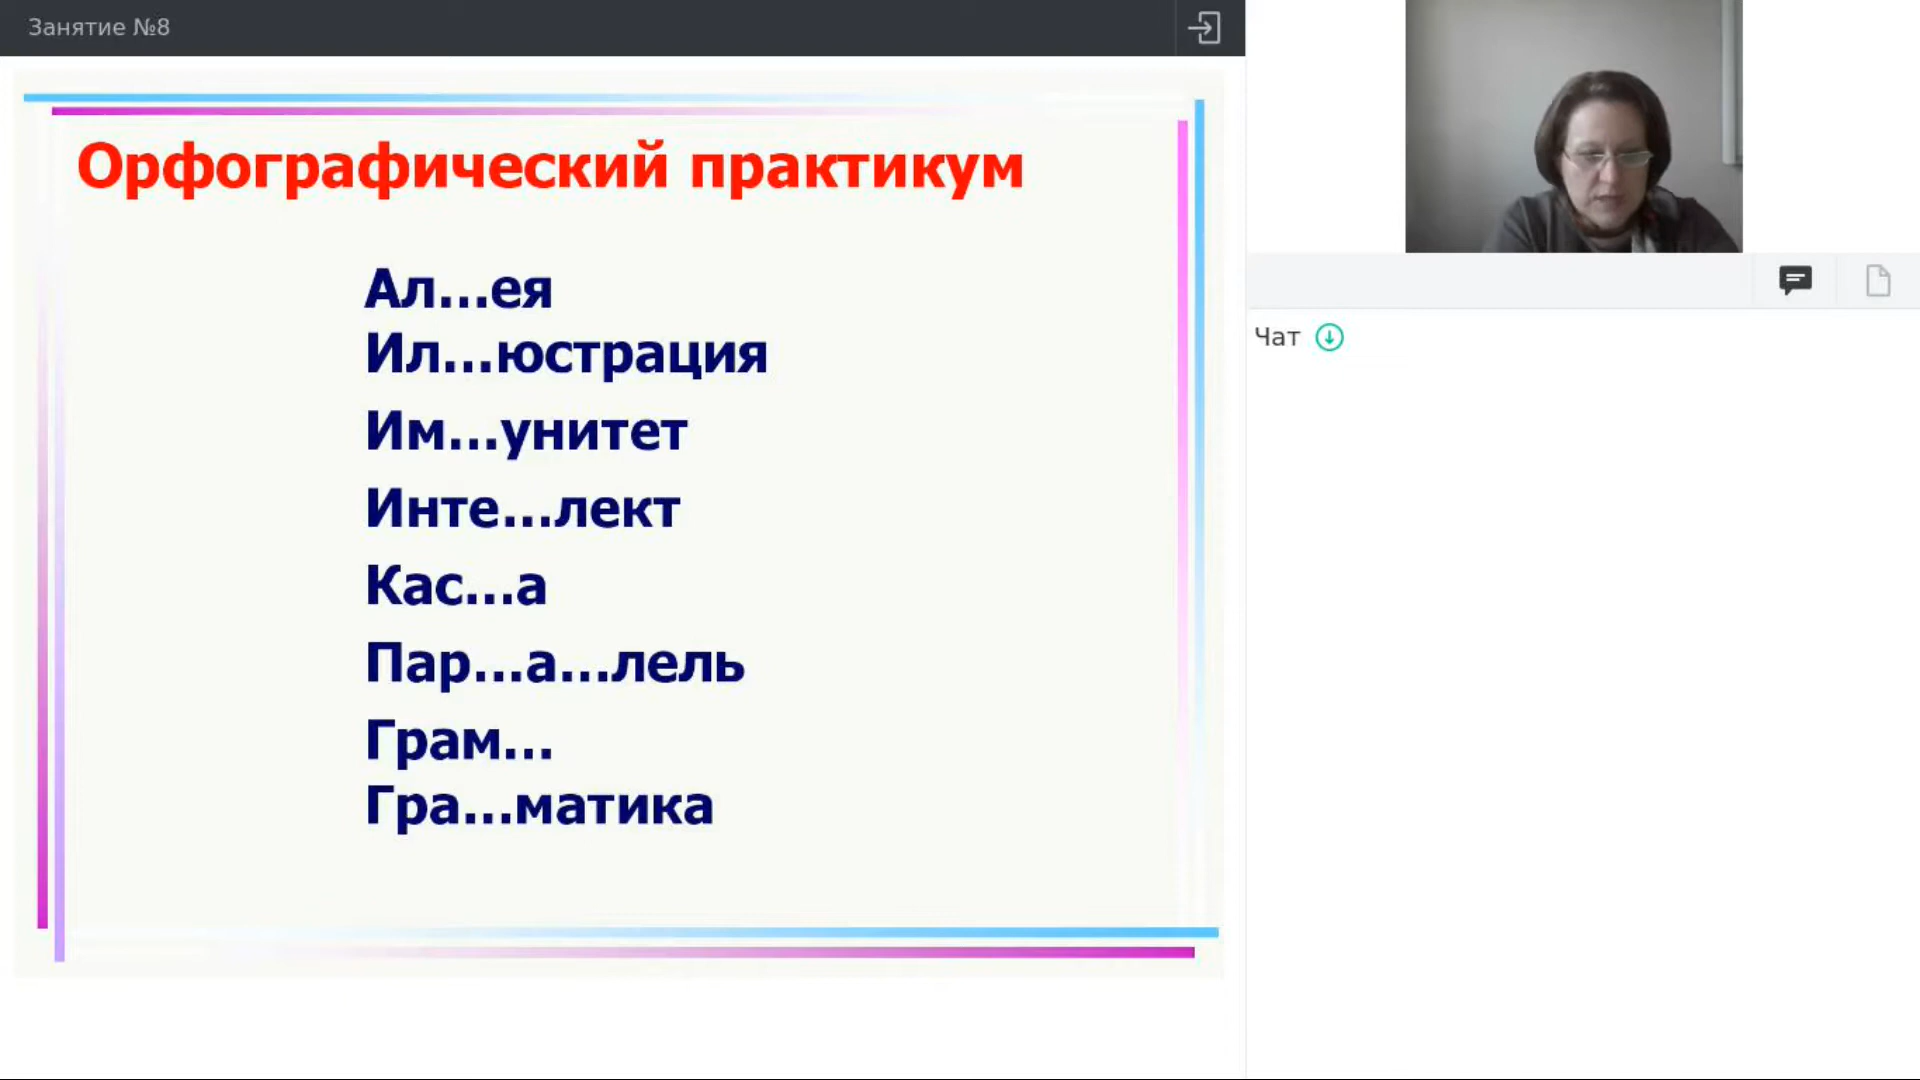 Занятие №8
Орфографический практикум
Ал...ея
Ил...юстрация
Им...унитет
Инте...лект
Кас...а
Пар...а...лель
Грам...
Гра...матика
Чат